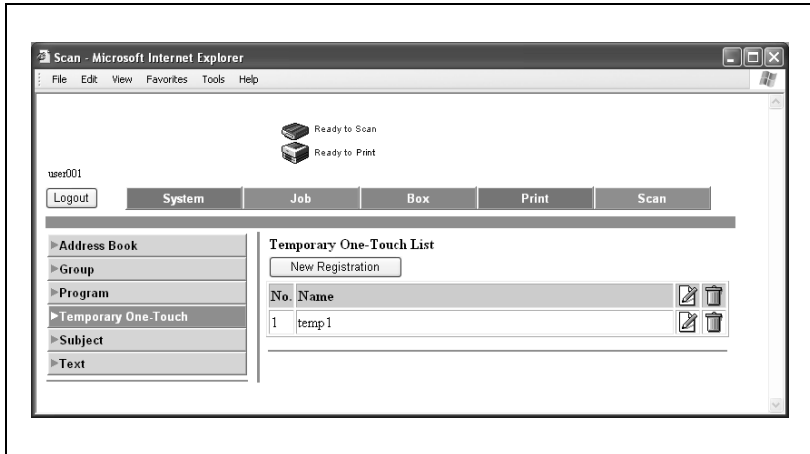 Scan - Microsoft Internet Explorer
File Edit View Favorites Tools Help
Ready to Scan
Ready to Print
user001
Logout System Job Box Print Scan
Address Book
Group
Program
Temporary One-Touch
Subject
Text
Temporary One-Touch List
New Registration
No. Name
1 temp1